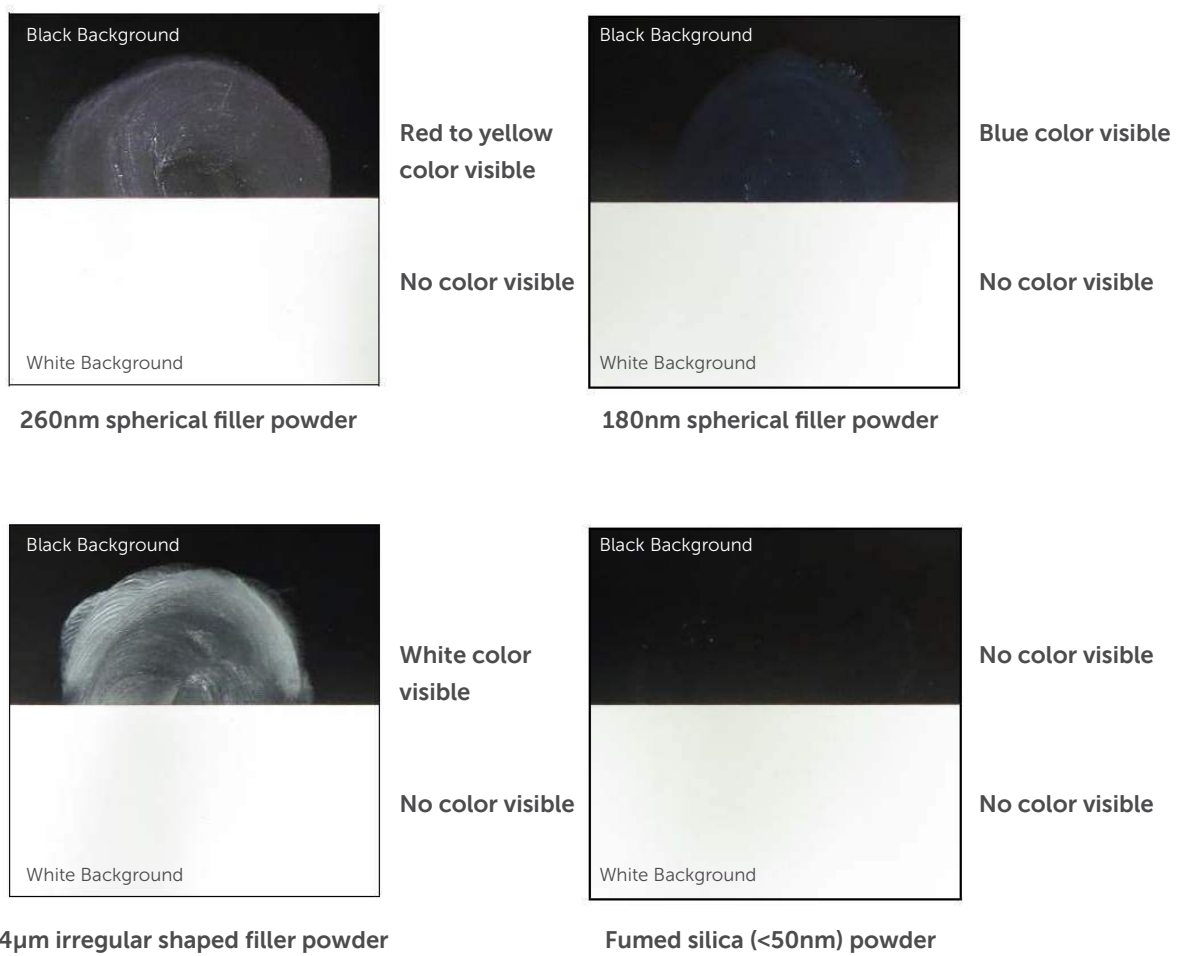 Black Background
Red to yellow
color visible
No color visible
White Background
260nm spherical filler powder
Black Background
Blue color visible
No color visible
White Background
180nm spherical filler powder
Black Background
White color
visible
No color visible
White Background
4µm irregular shaped filler powder
Black Background
No color visible
No color visible
White Background
Fumed silica (<50nm) powder